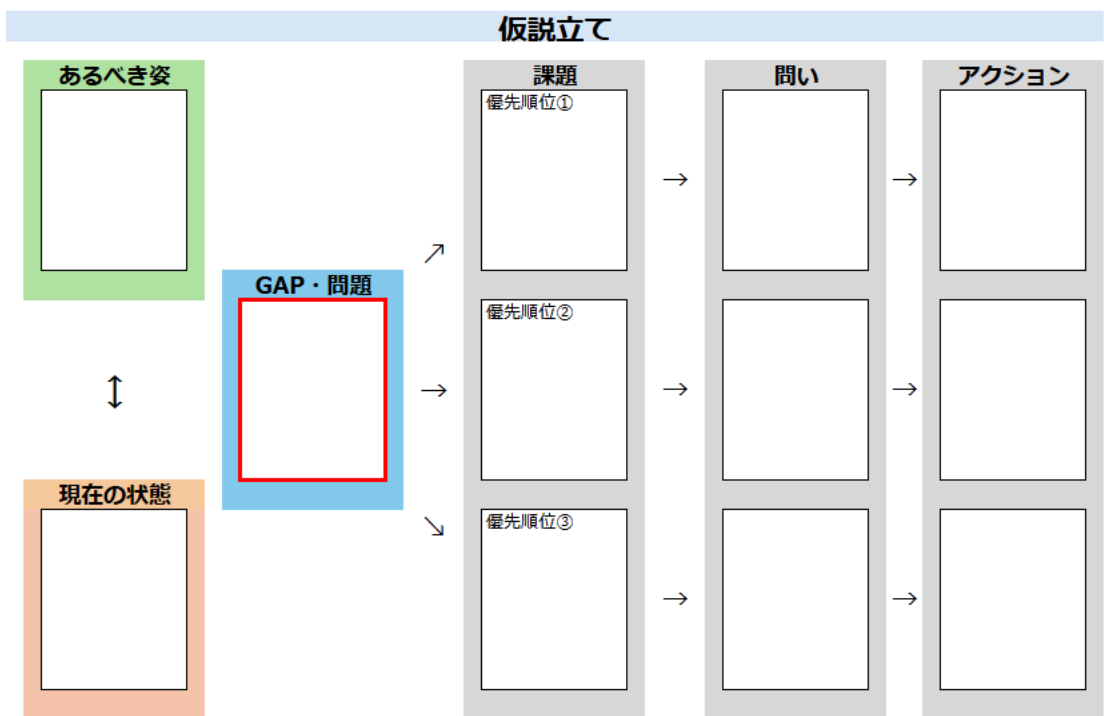 仮説立て
あるべき姿
課題
問い
アクション
優先順位①
→
→
↗
GAP・問題
優先順位②
↕
→
→
→
現在の状態
↘
優先順位③
→
→